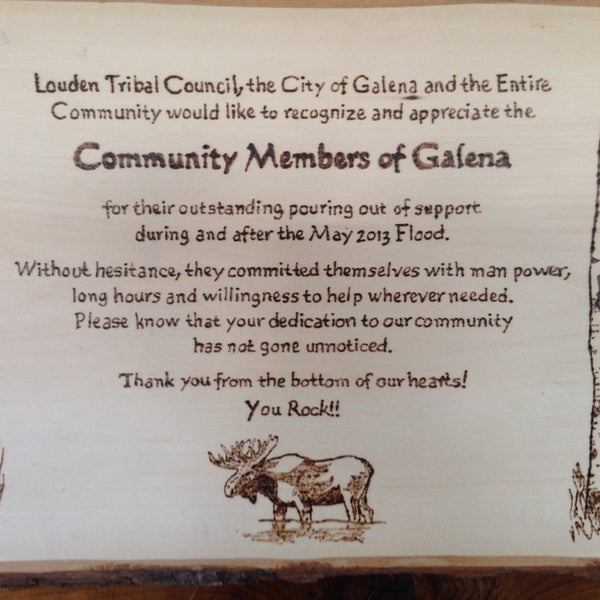 Louden Tribal Council, the City of Galena and the Entire
Community would like to recognize and appreciate the
Community Members of Galena
for their outstanding pouring out of support
during and after the May 2013 Flood.
Without hesitance, they committed themselves with man power,
long hours and willingness to help wherever needed.
Please know that your dedication to our community
has not gone unnoticed.
Thank you from the bottom of our hearts!
You Rock!!